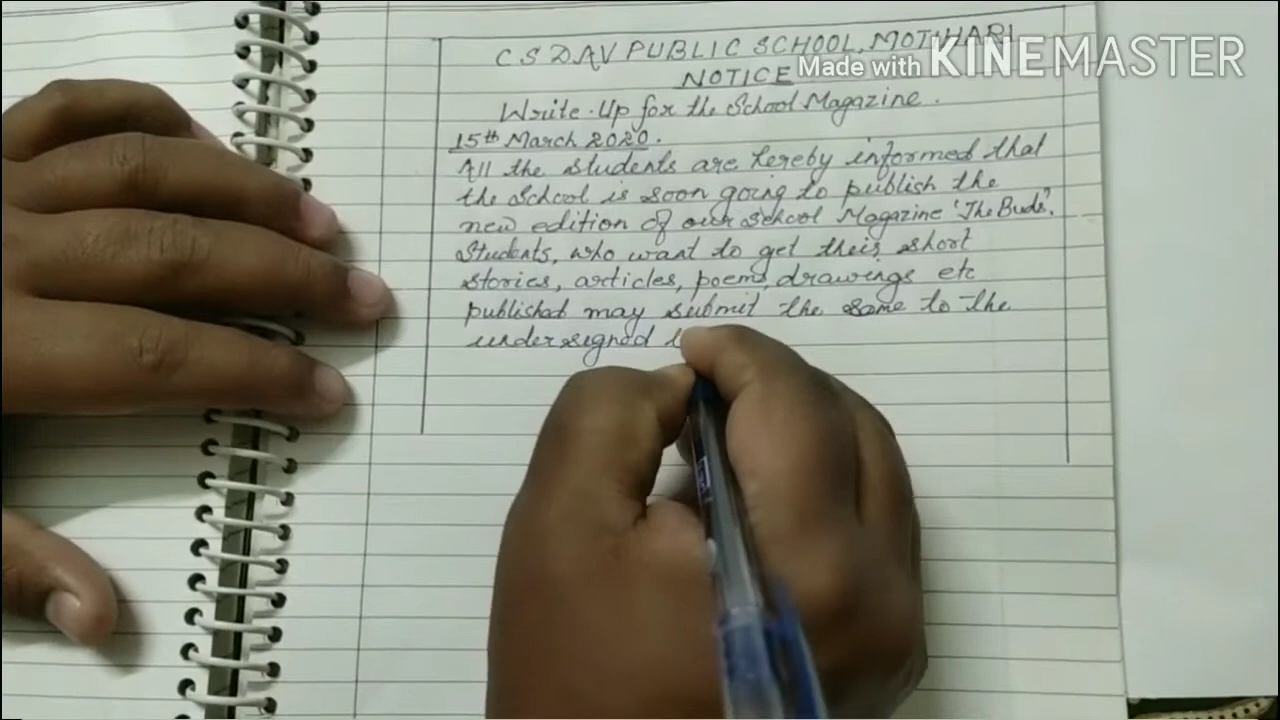 C S DAV PUBLIC SCHOOL, MOTIHARI
NOTICE
Made with KINEMASTER
Write-Up for the School Magazine.
15th March 2020.
All the students are hereby informed that
the School is soon going to publish the
new edition of our School Magazine 'The Buds'.
Students, who want to get their short
stories, articles, poems, drawings etc
published may submit the same to the
undersigned